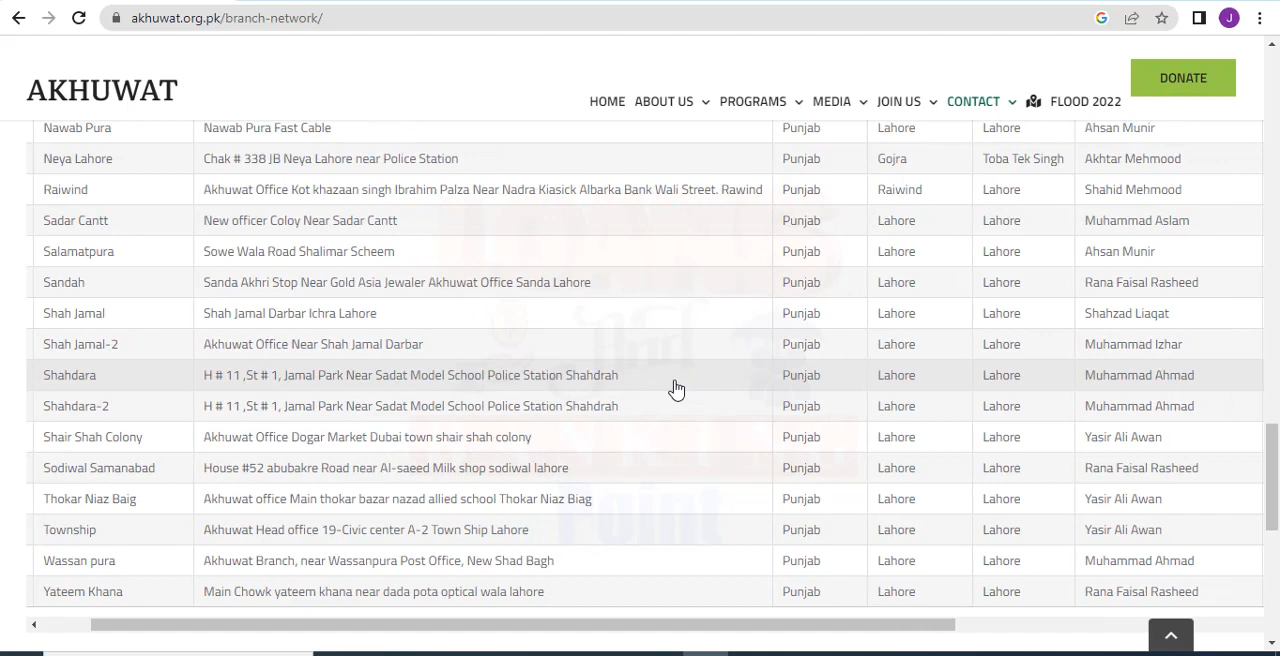 akhuwat.org.pk/branch-network/
J
AKHUWAT
DONATE
HOME ABOUT US PROGRAMS MEDIA JOIN US CONTACT FLOOD 2022
Nawab Pura Nawab Pura Fast Cable Punjab Lahore Lahore Ahsan Munir
Neya Lahore Chak # 338 JB Neya Lahore near Police Station Punjab Gojra Toba Tek Singh Akhtar Mehmood
Raiwind Akhuwat Office Kot khazaan singh Ibrahim Palza Near Nadra Kiasick Albarka Bank Wali Street. Rawind Punjab Raiwind Lahore Shahid Mehmood
Sadar Cantt New officer Coloy Near Sadar Cantt Punjab Lahore Lahore Muhammad Aslam
Salamatpura Sowe Wala Road Shalimar Scheem Punjab Lahore Lahore Ahsan Munir
Sandah Sanda Akhri Stop Near Gold Asia Jewaler Akhuwat Office Sanda Lahore Punjab Lahore Lahore Rana Faisal Rasheed
Shah Jamal Shah Jamal Darbar Ichra Lahore Punjab Lahore Lahore Shahzad Liaqat
Shah Jamal-2 Akhuwat Office Near Shah Jamal Darbar Punjab Lahore Lahore Muhammad Izhar
Shahdara H # 11 ,St # 1, Jamal Park Near Sadat Model School Police Station Shahdrah Punjab Lahore Lahore Muhammad Ahmad
Shahdara-2 H # 11 ,St # 1, Jamal Park Near Sadat Model School Police Station Shahdrah Punjab Lahore Lahore Muhammad Ahmad
Shair Shah Colony Akhuwat Office Dogar Market Dubai town shair shah colony Punjab Lahore Lahore Yasir Ali Awan
Sodiwal Samanabad House #52 abubakre Road near Al-saeed Milk shop sodiwal lahore Punjab Lahore Lahore Rana Faisal Rasheed
Thokar Niaz Baig Akhuwat office Main thokar bazar nazad allied school Thokar Niaz Biag Punjab Lahore Lahore Yasir Ali Awan
Township Akhuwat Head office 19-Civic center A-2 Town Ship Lahore Punjab Lahore Lahore Yasir Ali Awan
Wassan pura Akhuwat Branch, near Wassanpura Post Office, New Shad Bagh Punjab Lahore Lahore Muhammad Ahmad
Yateem Khana Main Chowk yateem khana near dada pota optical wala lahore Punjab Lahore Lahore Rana Faisal Rasheed
And
Point